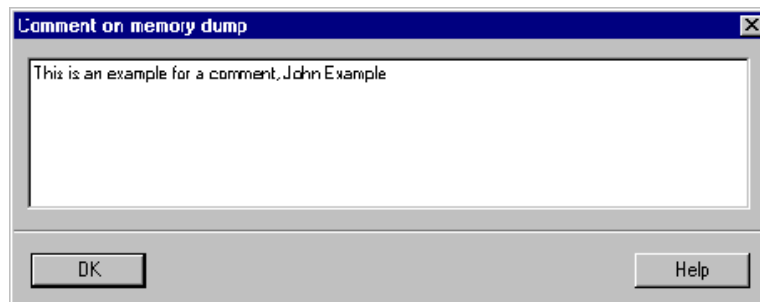 Comment on memory dump
This is an example for a comment, John Example
OK
Help